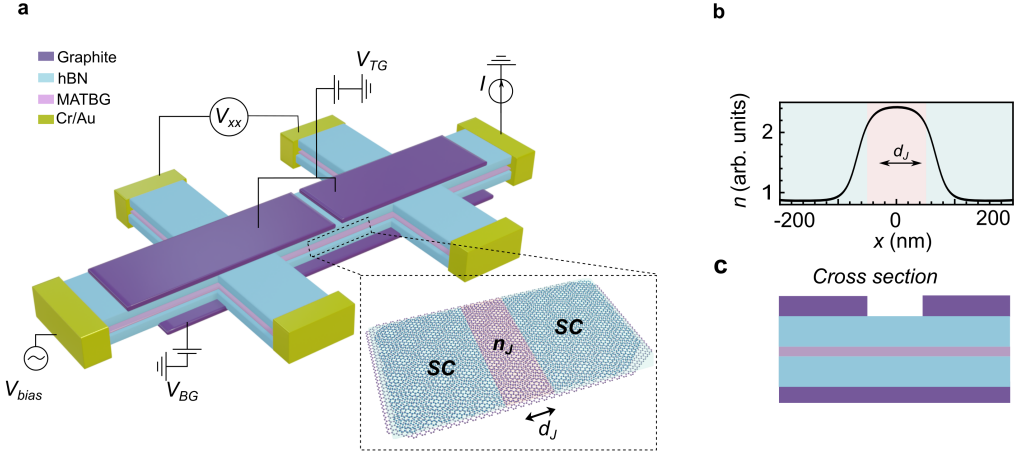 a
Graphite
hBN
MATBG
Cr/Au
V_xx
V_TG
I
V_bias
V_BG
SC
n_J
SC
d_J
b
n (arb. units)
2
1
d_J
-200
0
200
x (nm)
c
Cross section